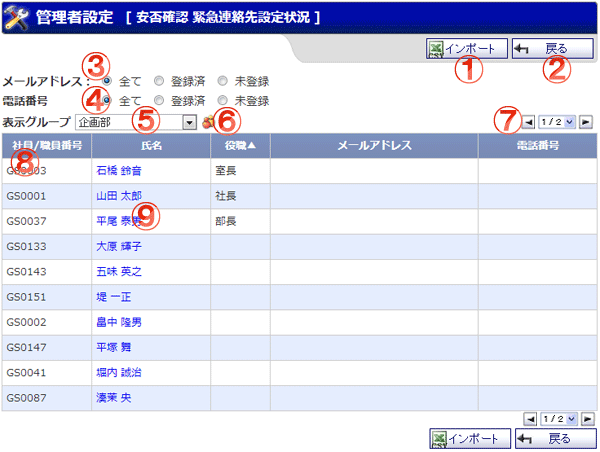 管理者設定 [ 安否確認 緊急連絡先設定状況 ]
CSV インポート 戻る
① ②
メールアドレス： ③ 全て 登録済 未登録
電話番号 ④ 全て 登録済 未登録
表示グループ 企画部 ⑤ ⑥ ⑦ 1 / 2
社員/職員番号 氏名 役職▲ メールアドレス 電話番号
⑧
GS0003 石橋 鈴音 室長
GS0001 山田 太郎 社長
GS0037 平尾 泰男 ⑨ 部長
GS0133 大原 輝子
GS0143 五味 英之
GS0151 堤 一正
GS0002 畠中 隆男
GS0147 平塚 舞
GS0041 堀内 誠治
GS0087 湊茉 央
1 / 2
CSV インポート 戻る